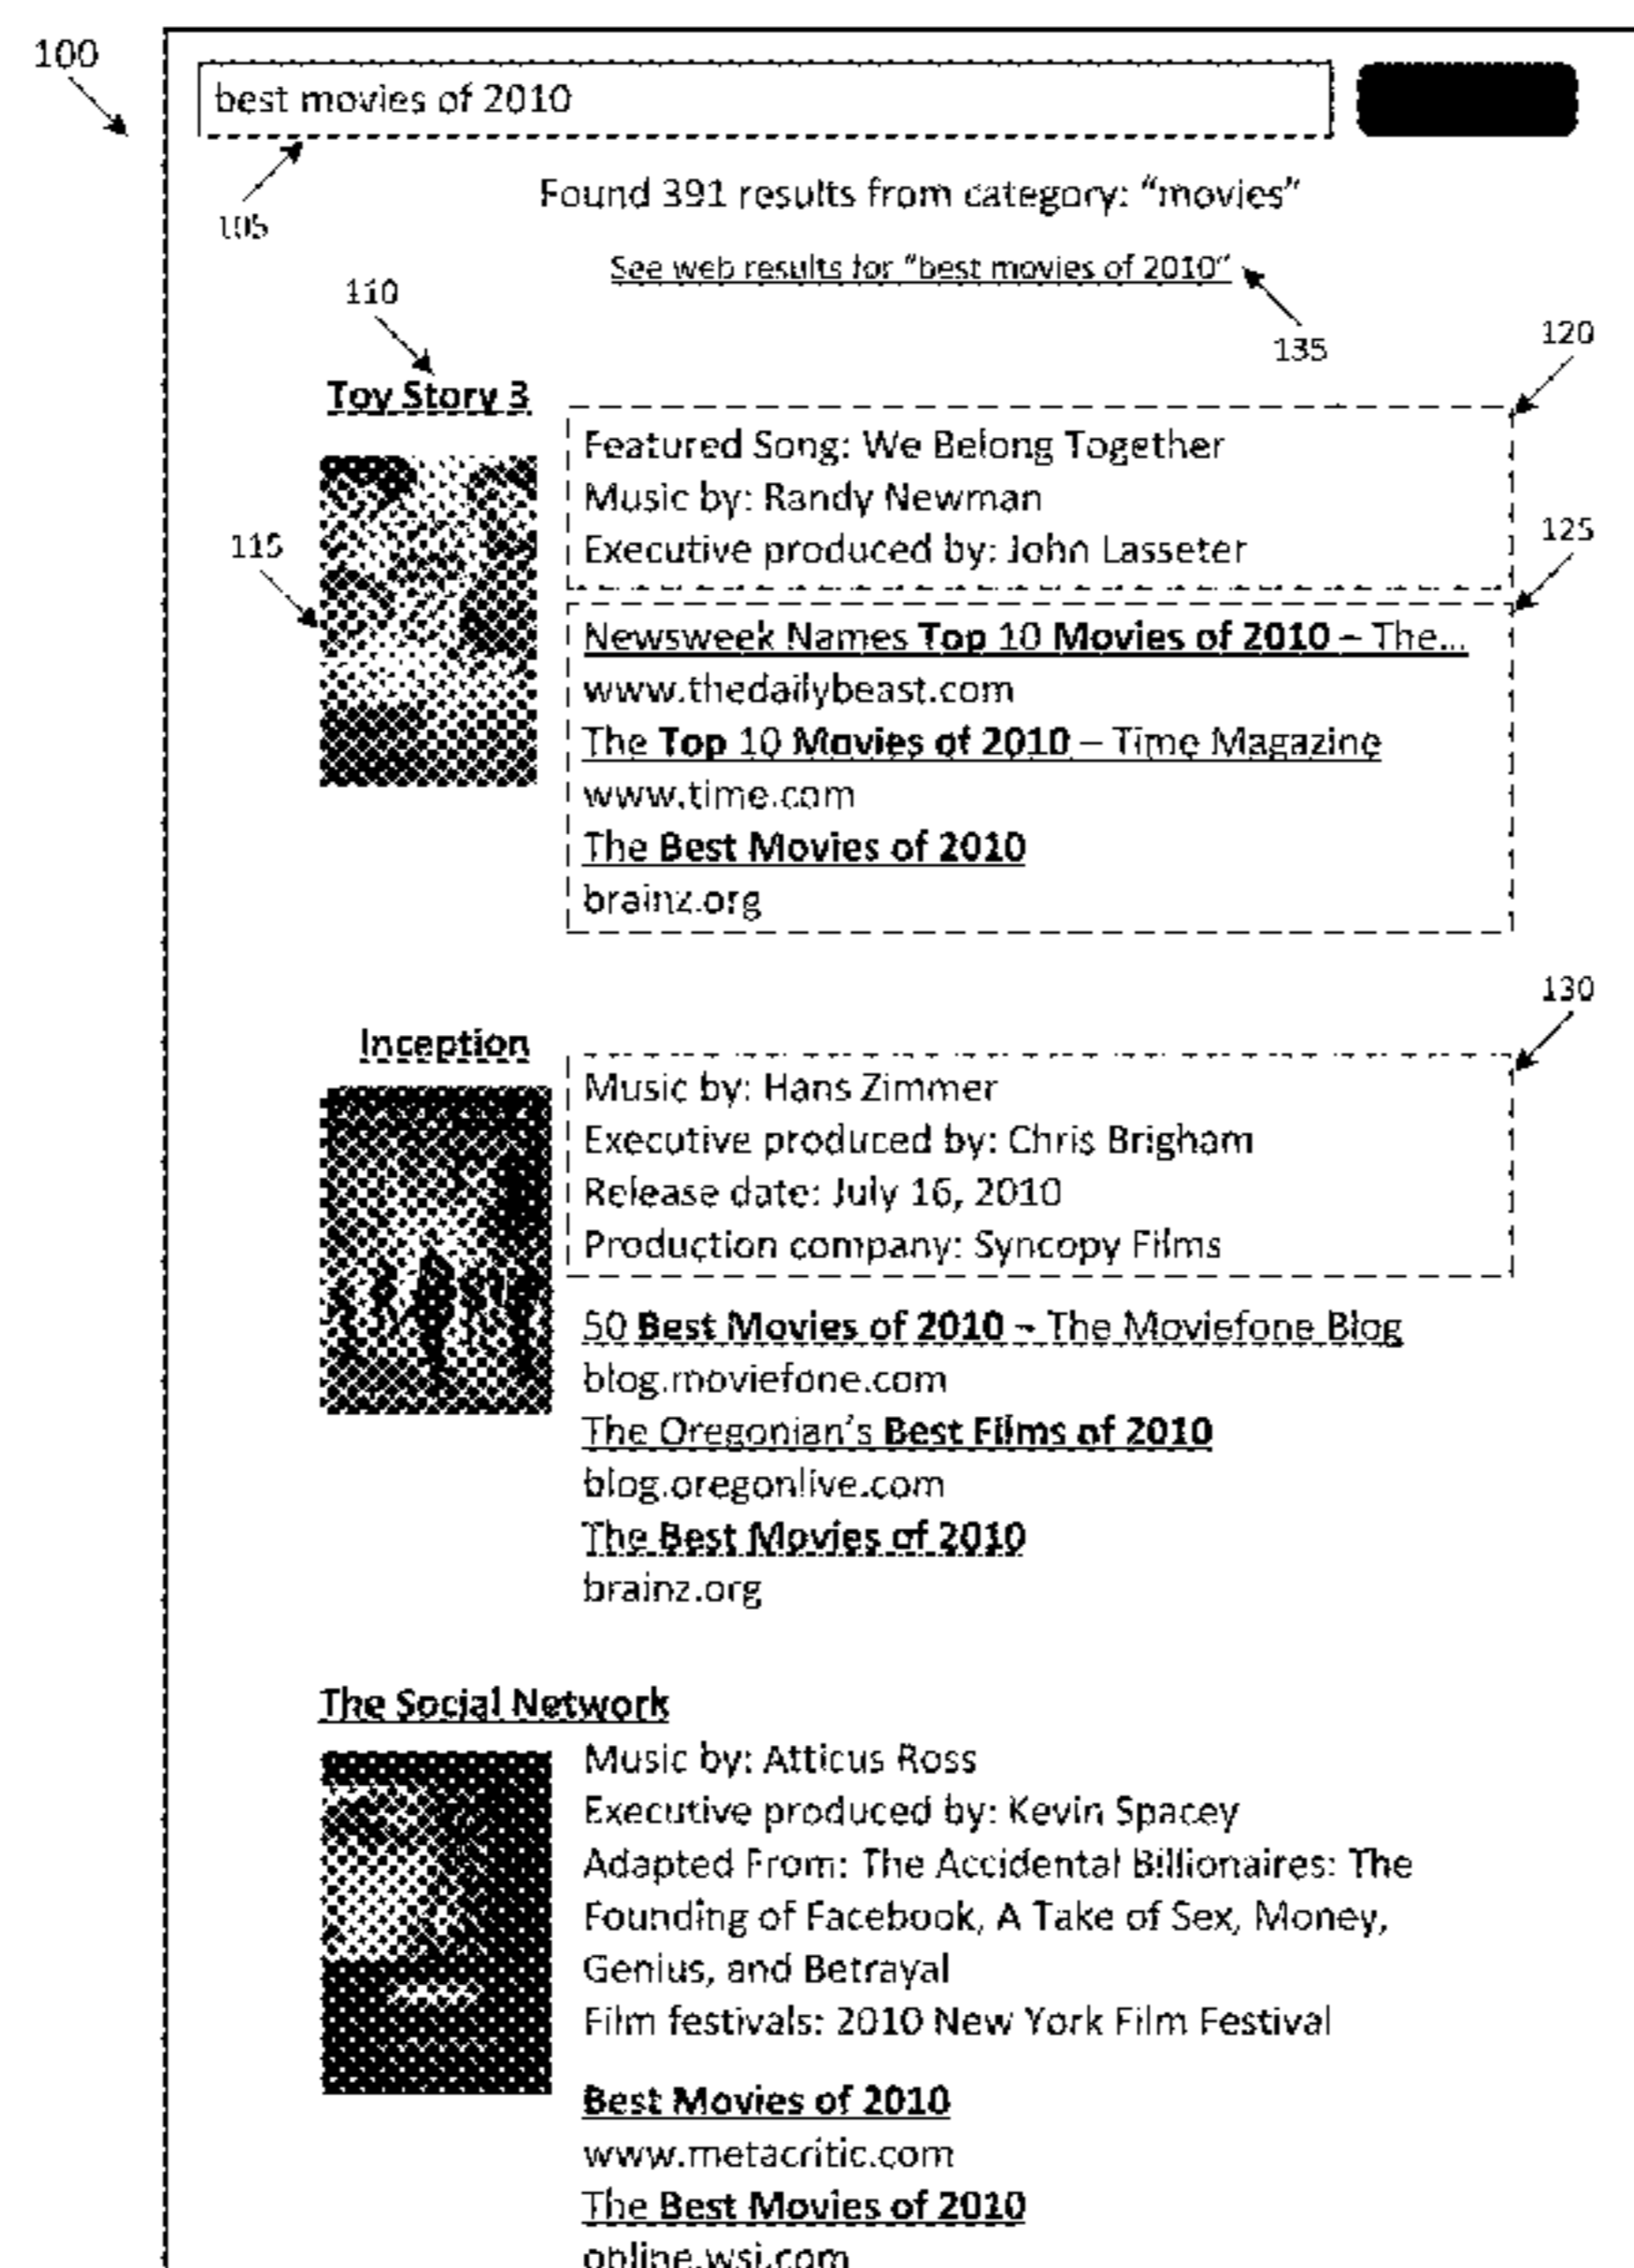 100
best movies of 2010
105
Found 391 results from category: "movies"
See web results for "best movies of 2010"
135
110
120
Toy Story 3
Featured Song: We Belong Together
Music by: Randy Newman
Executive produced by: John Lasseter
115
125
Newsweek Names Top 10 Movies of 2010 – The...
www.thedailybeast.com
The Top 10 Movies of 2010 – Time Magazine
www.time.com
The Best Movies of 2010
brainz.org
130
Inception
Music by: Hans Zimmer
Executive produced by: Chris Brigham
Release date: July 16, 2010
Production company: Syncopy Films
50 Best Movies of 2010 – The Moviefone Blog
blog.moviefone.com
The Oregonian's Best Films of 2010
blog.oregonlive.com
The Best Movies of 2010
brainz.org
The Social Network
Music by: Atticus Ross
Executive produced by: Kevin Spacey
Adapted From: The Accidental Billionaires: The
Founding of Facebook, A Take of Sex, Money,
Genius, and Betrayal
Film festivals: 2010 New York Film Festival
Best Movies of 2010
www.metacritic.com
The Best Movies of 2010
online.wsj.com